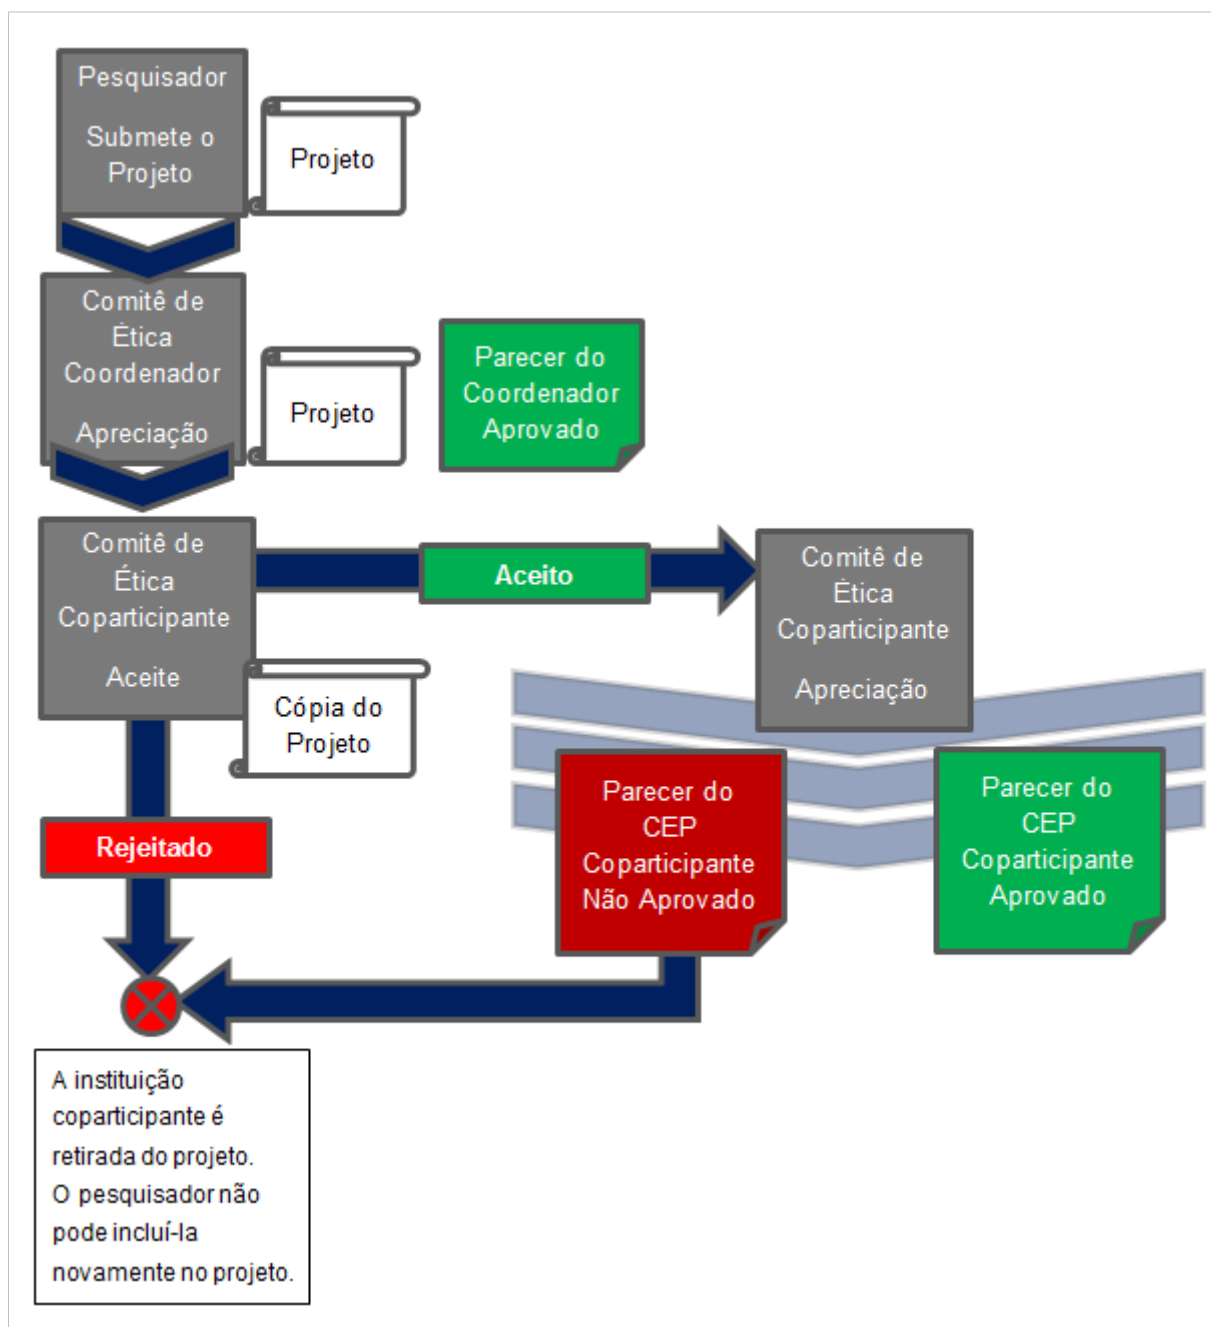 Pesquisador
Submete o
Projeto
Projeto
Comitê de
Ética
Coordenador
Apreciação
Projeto
Parecer do
Coordenador
Aprovado
Comitê de
Ética
Coparticipante
Aceite
Cópia do
Projeto
Aceito
Comitê de
Ética
Coparticipante
Apreciação
Rejeitado
Parecer do
CEP
Coparticipante
Não Aprovado
Parecer do
CEP
Coparticipante
Aprovado
A instituição
coparticipante é
retirada do projeto.
O pesquisador não
pode incluí-la
novamente no projeto.